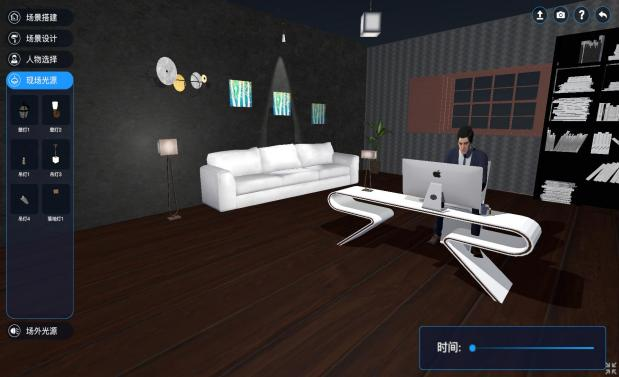 场景搭建
场景设计
人物选择
现场光源
壁灯1
壁灯2
吊灯1
吊灯3
吊灯4
落地灯1
场外光源
时间: